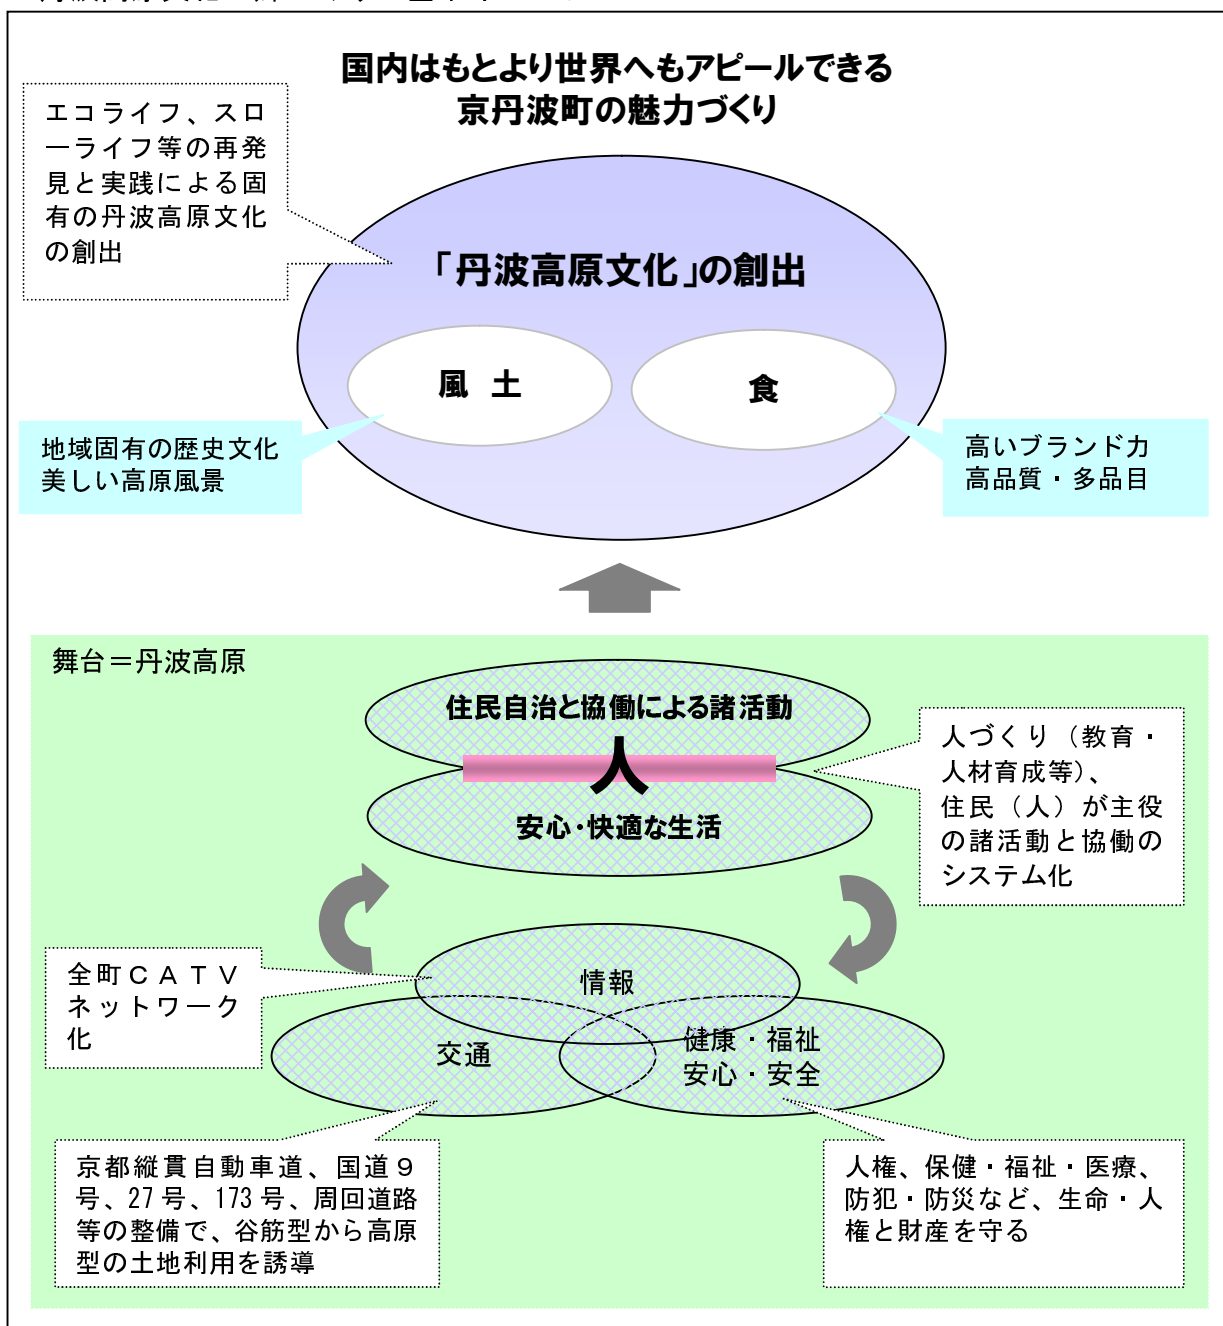 国内はもとより世界へもアピールできる
京丹波町の魅力づくり
エコライフ、スロ
ーライフ等の再発
見と実践による固
有の丹波高原文化
の創出
「丹波高原文化」の創出
風 土
食
地域固有の歴史文化
美しい高原風景
高いブランド力
高品質・多品目
舞台＝丹波高原
住民自治と協働による諸活動
人
安心・快適な生活
人づくり（教育・
人材育成等）、
住民（人）が主役
の諸活動と協働の
システム化
全町ＣＡＴＶ
ネットワーク
化
情報
交通
健康・福祉
安心・安全
京都縦貫自動車道、国道９
号、27号、173号、周回道路
等の整備で、谷筋型から高原
型の土地利用を誘導
人権、保健・福祉・医療、
防犯・防災など、生命・人
権と財産を守る